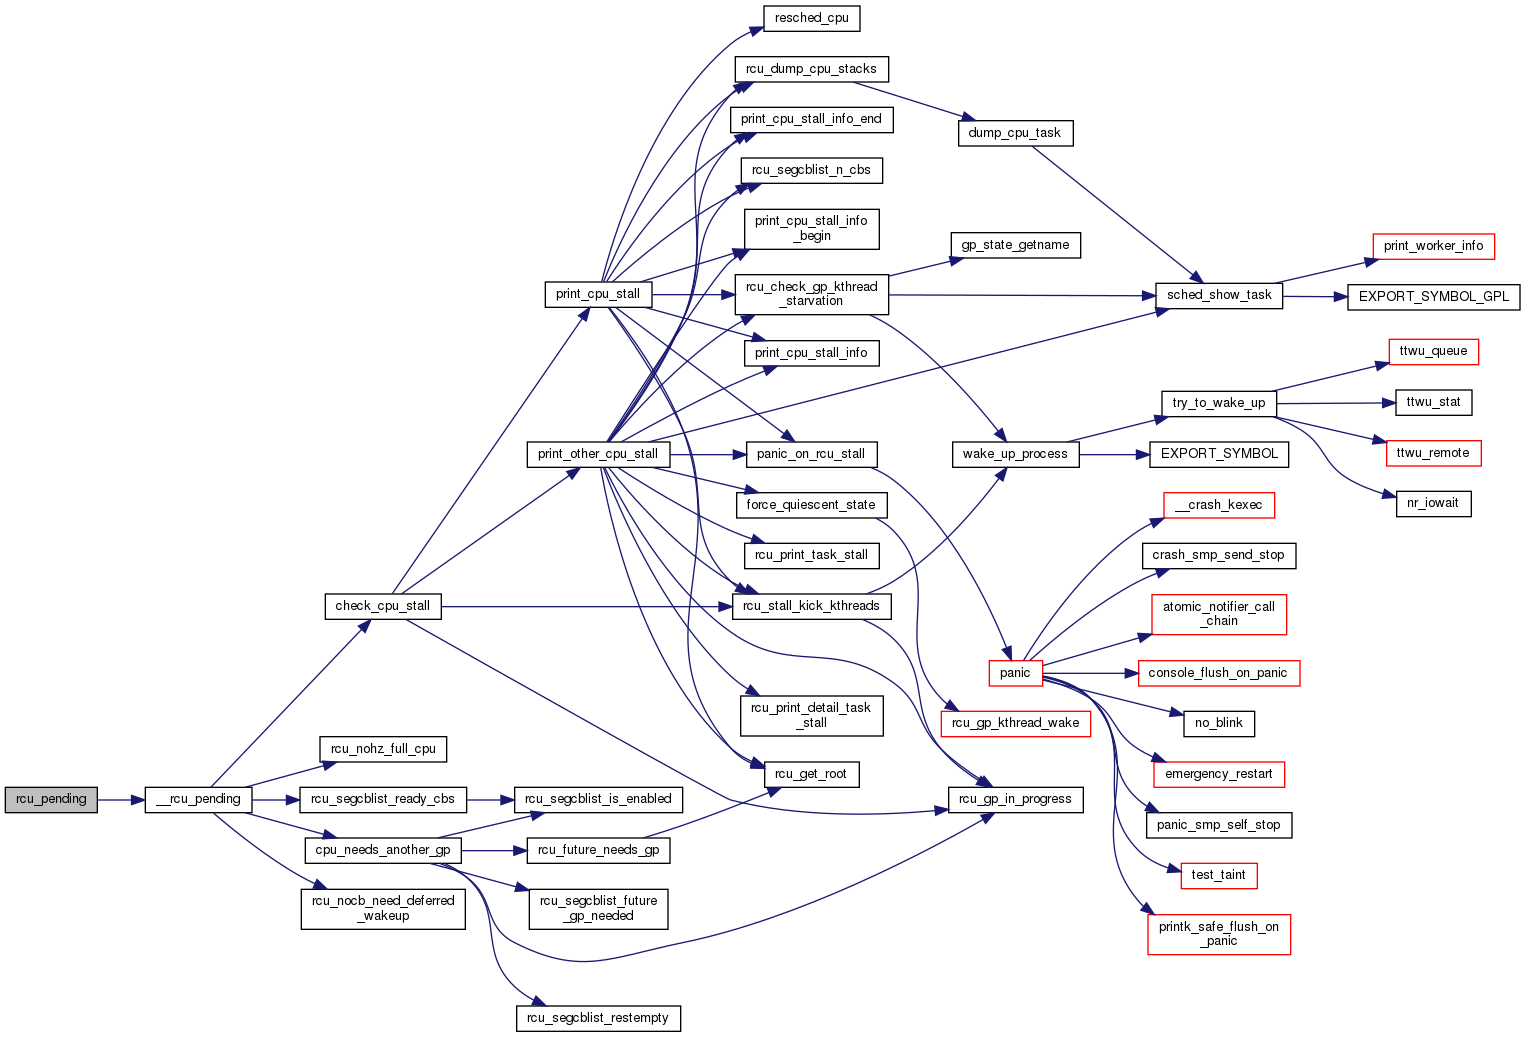 resched_cpu
rcu_dump_cpu_stacks
print_cpu_stall_info_end
dump_cpu_task
rcu_segcblist_n_cbs
print_cpu_stall_info
_begin
gp_state_getname
print_worker_info
print_cpu_stall
rcu_check_gp_kthread
_starvation
sched_show_task
EXPORT_SYMBOL_GPL
print_cpu_stall_info
ttwu_queue
try_to_wake_up
ttwu_stat
print_other_cpu_stall
panic_on_rcu_stall
wake_up_process
EXPORT_SYMBOL
ttwu_remote
force_quiescent_state
__crash_kexec
nr_iowait
rcu_print_task_stall
crash_smp_send_stop
check_cpu_stall
rcu_stall_kick_kthreads
atomic_notifier_call
_chain
panic
console_flush_on_panic
rcu_print_detail_task
_stall
rcu_gp_kthread_wake
no_blink
rcu_nohz_full_cpu
rcu_get_root
emergency_restart
rcu_pending
__rcu_pending
rcu_segcblist_ready_cbs
rcu_segcblist_is_enabled
rcu_gp_in_progress
panic_smp_self_stop
cpu_needs_another_gp
rcu_future_needs_gp
test_taint
rcu_nocb_need_deferred
_wakeup
rcu_segcblist_future
_gp_needed
printk_safe_flush_on
_panic
rcu_segcblist_restempty